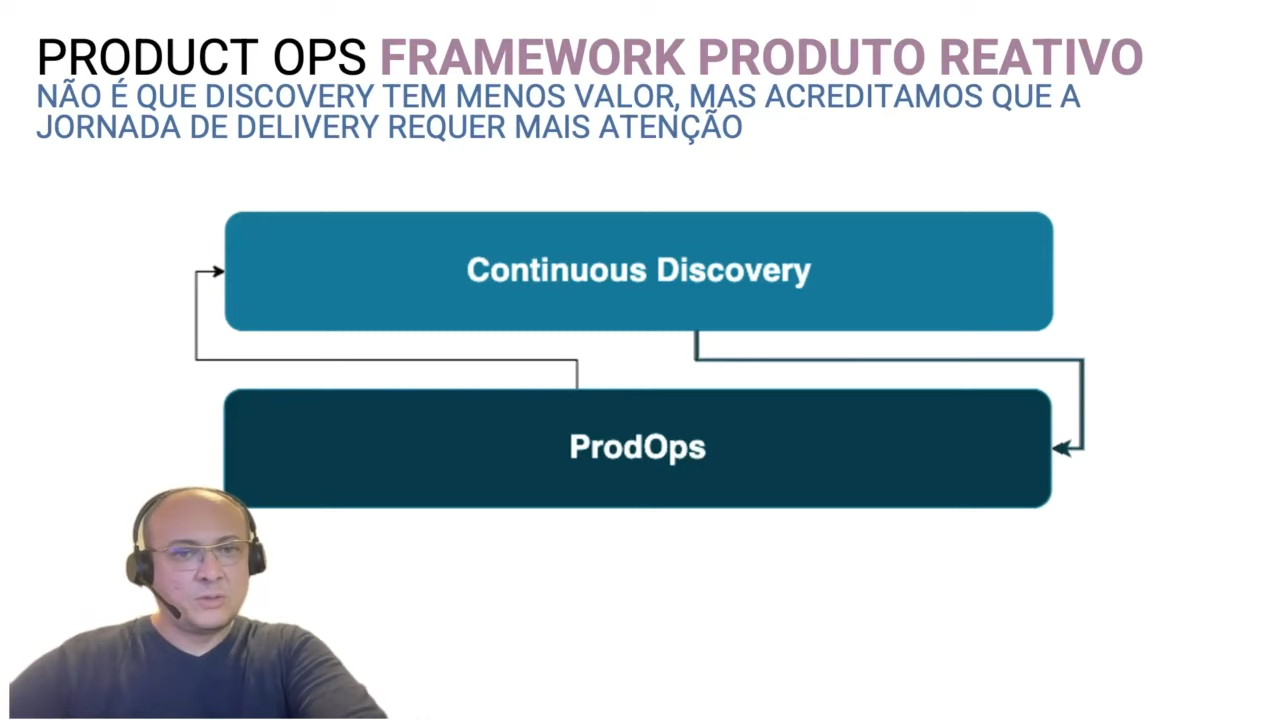 PRODUCT OPS FRAMEWORK PRODUTO REATIVO
NÃO É QUE DISCOVERY TEM MENOS VALOR, MAS ACREDITAMOS QUE A
JORNADA DE DELIVERY REQUER MAIS ATENÇÃO
Continuous Discovery
ProdOps